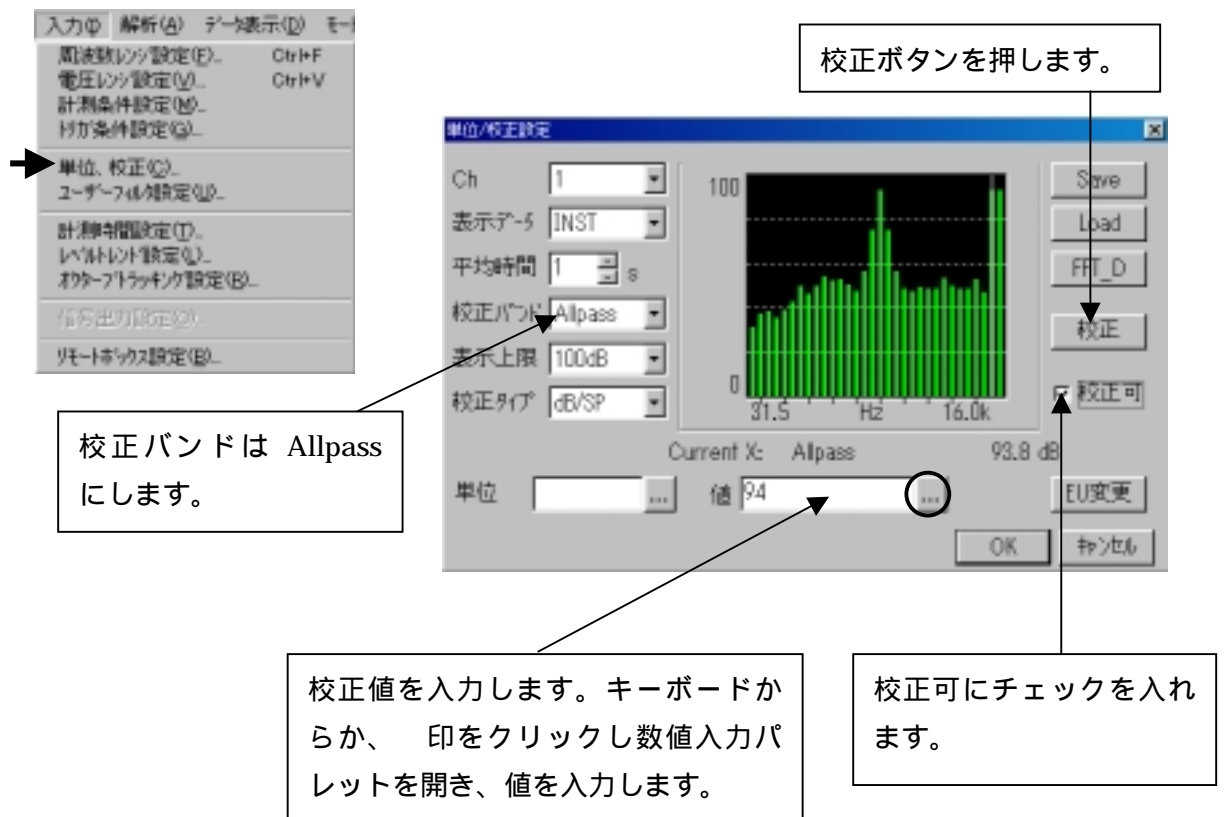 入力(I) 解析(A) データ表示(D) モー
周波数レンジ設定(F)... Ctrl+F
電圧レンジ設定(V)... Ctrl+V
計測条件設定(M)...
トリガ条件設定(G)...
単位、校正(C)...
ユーザーフィルタ設定(U)...
計測時間設定(T)...
レベルトレンド設定(L)...
オクターブトラッキング設定(R)...
信号出力設定(O)...
リモートボックス設定(B)...
校正ボタンを押します。
単位/校正設定
Ch 1
表示データ INST
平均時間 1 s
校正バンド Allpass
表示上限 100dB
校正タイプ dB/SP
100
0
31.5 Hz 16.0k
Save
Load
FFT_D
校正
校正可
Current X: Allpass 93.8 dB
単位 ... 値 94 ... EU変更
OK キャンセル
校正バンドは Allpass
にします。
校正値を入力します。キーボードか
らか、 印をクリックし数値入力パ
レットを開き、値を入力します。
校正可にチェックを入れ
ます。